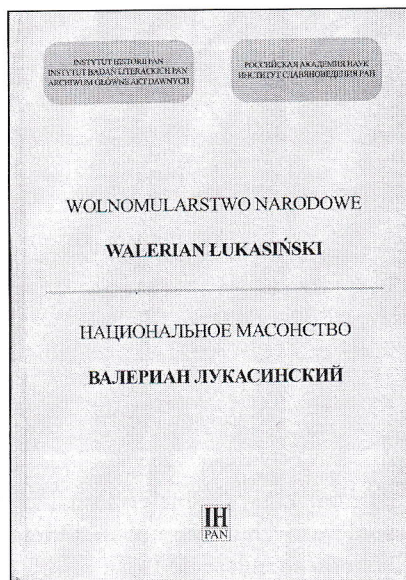 INSTYTUT HISTORII PAN
INSTYTUT BADAŃ LITERACKICH PAN
ARCHIWUM GŁÓWNE AKT DAWNYCH
РОССИЙСКАЯ АКАДЕМИЯ НАУК
ИНСТИТУТ СЛАВЯНОВЕДЕНИЯ РАН
WOLNOMULARSTWO NARODOWE
WALERIAN ŁUKASIŃSKI
НАЦИОНАЛЬНОЕ МАСОНСТВО
ВАЛЕРИАН ЛУКАСИНСКИЙ
IH
PAN